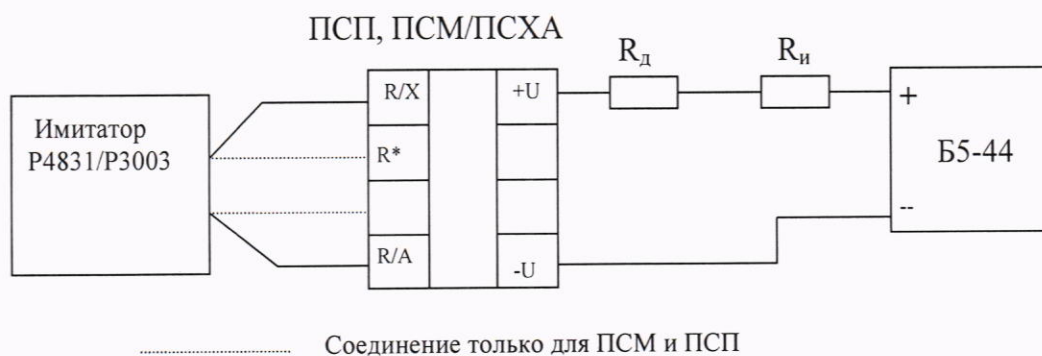 ПСП, ПСМ/ПСХА
Имитатор
Р4831/Р3003
R/X
R*
R/A
+U
-U
Rд
Rи
+
Б5-44
--
Соединение только для ПСМ и ПСП